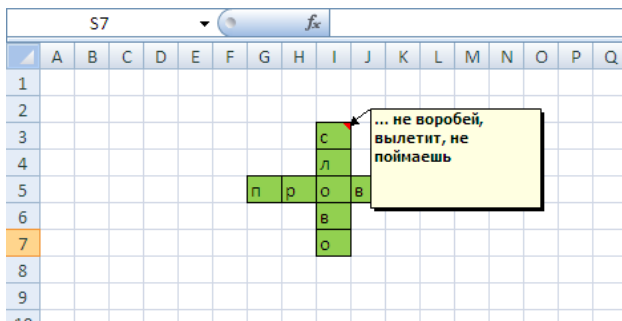 S7
fx
A B C D E F G H I J K L M N O P Q
1
2
... не воробей,
3
с
вылетит, не
4
л
поймаешь
5
п р о в
6
в
7
о
8
9